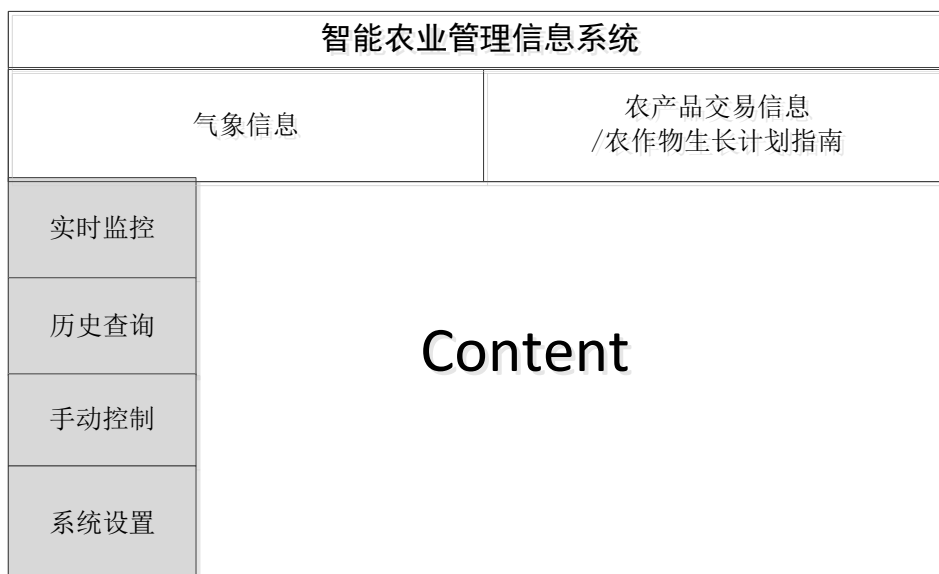 智能农业管理信息系统
气象信息
农产品交易信息
/农作物生长计划指南
实时监控
历史查询
手动控制
系统设置
Content